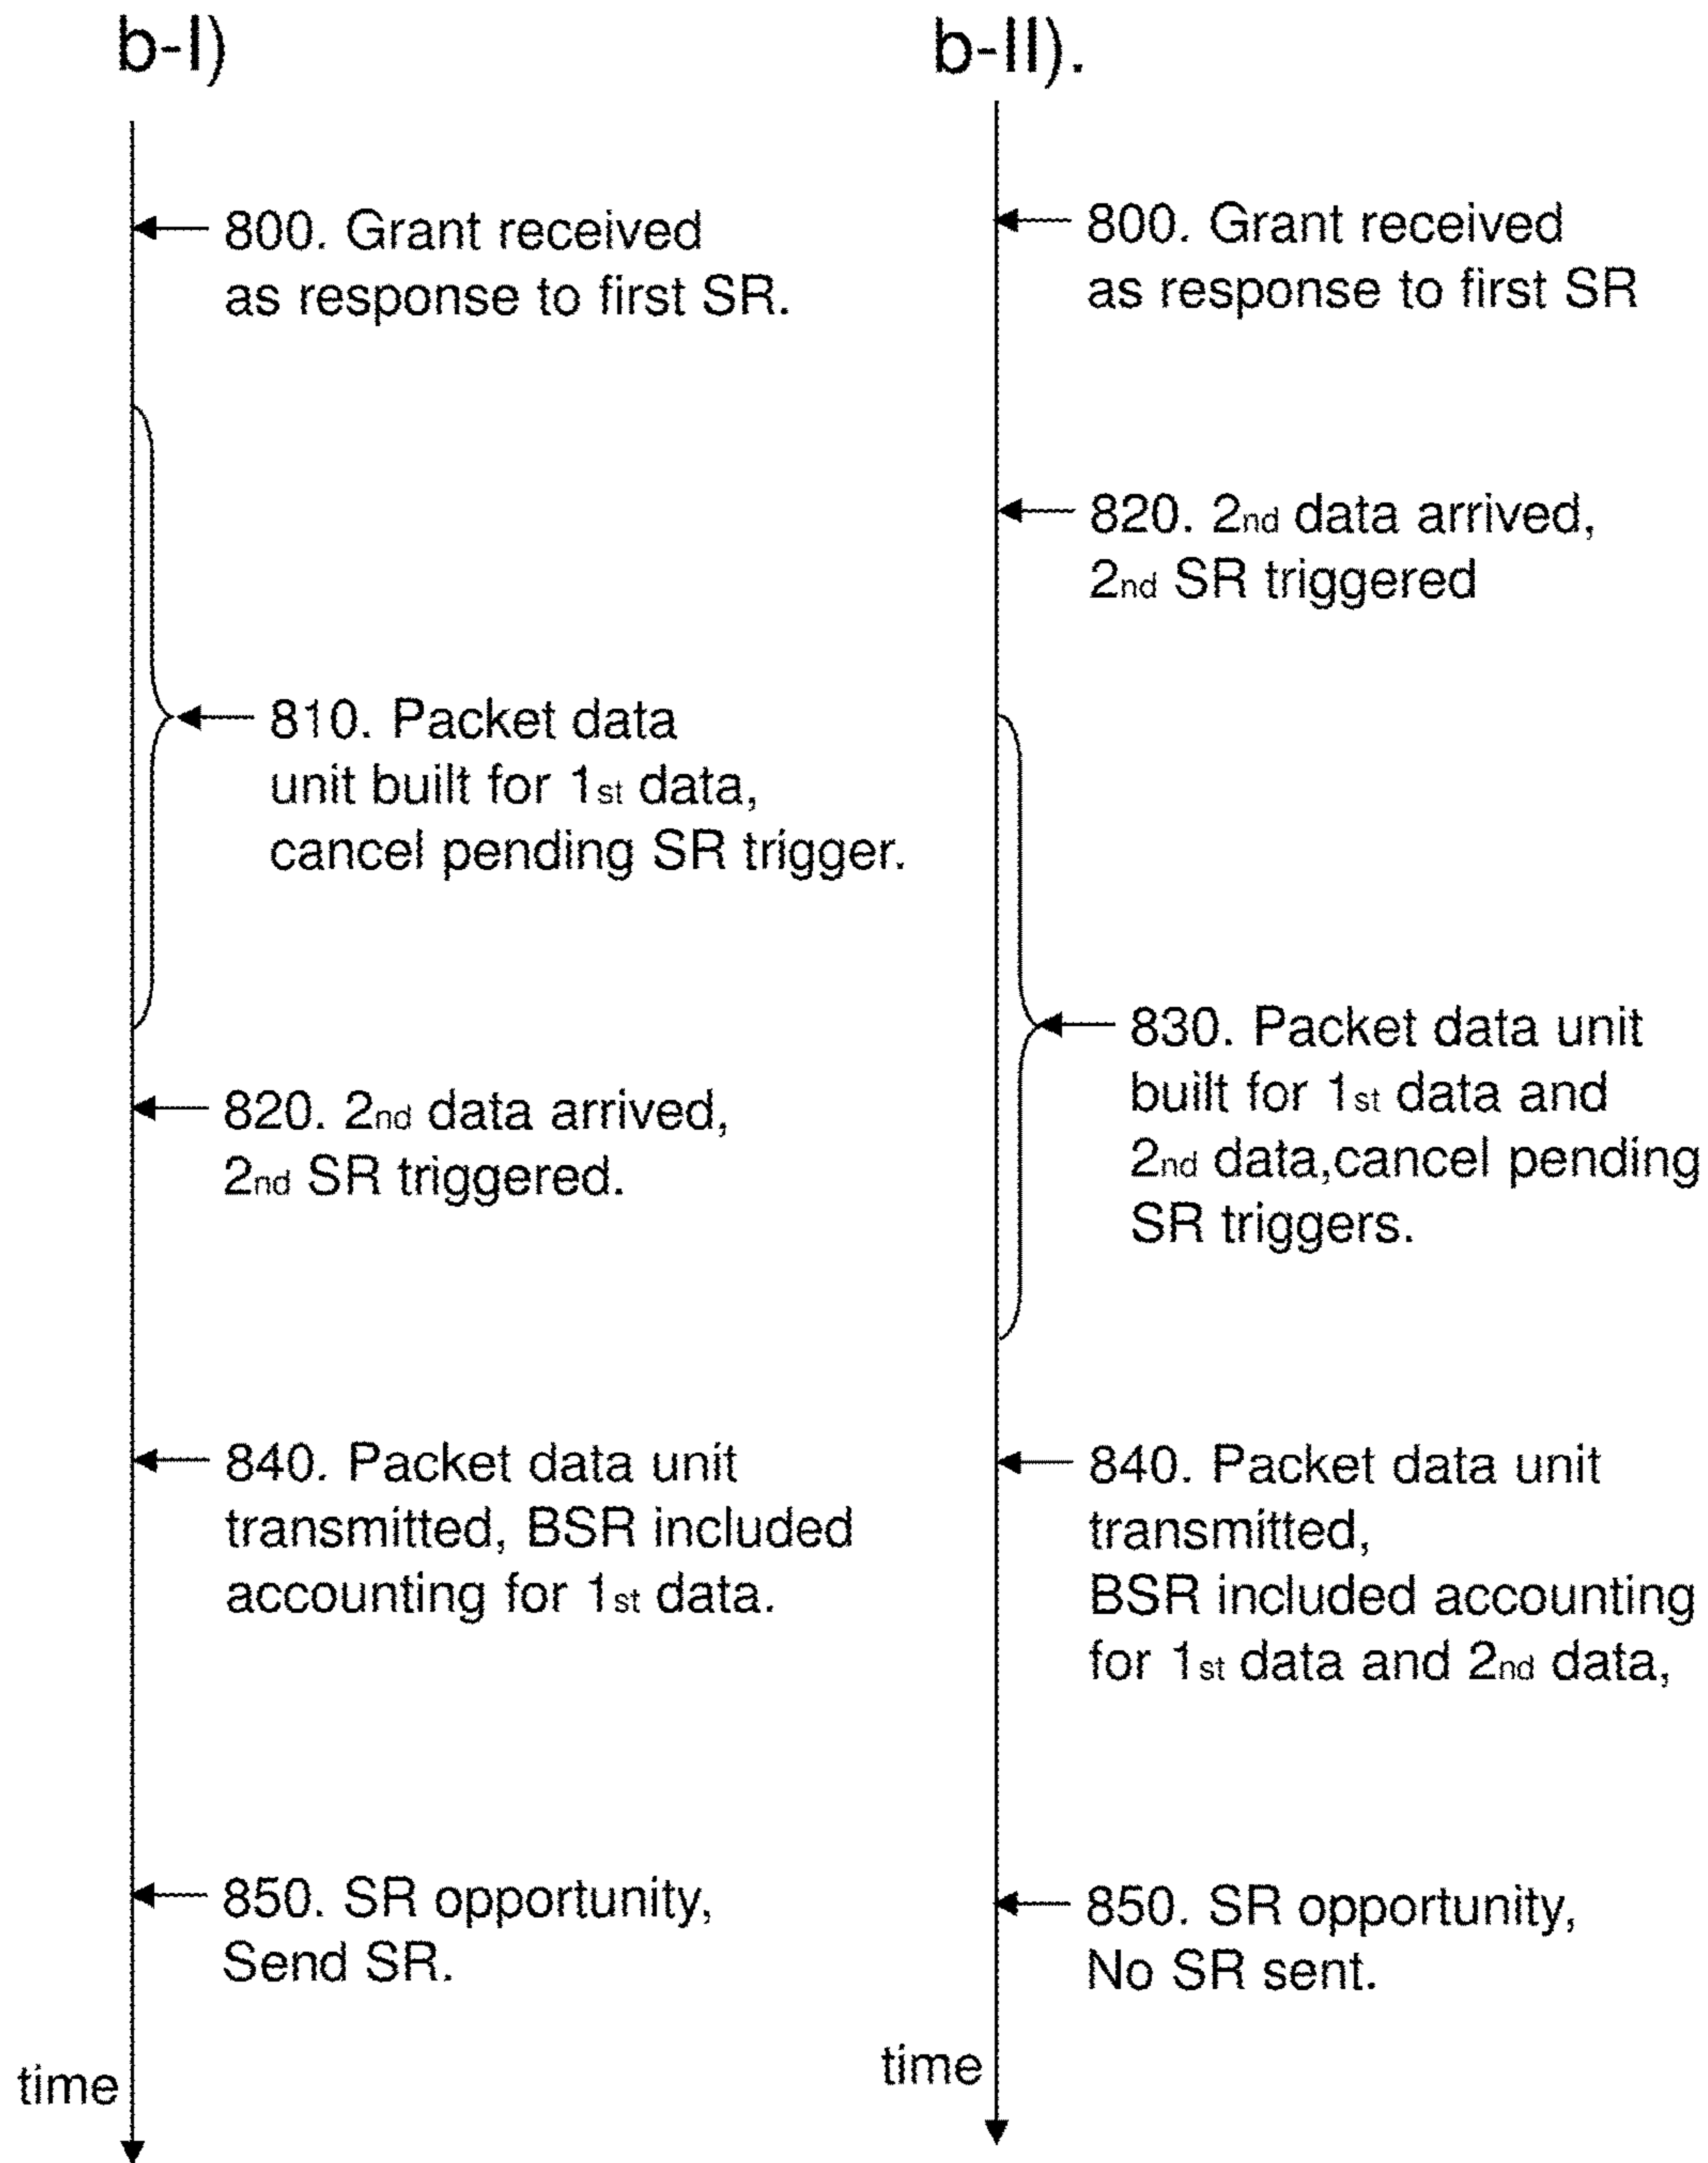 b-I)
800. Grant received
as response to first SR.
810. Packet data
unit built for 1st data,
cancel pending SR trigger.
820. 2nd data arrived,
2nd SR triggered.
840. Packet data unit
transmitted, BSR included
accounting for 1st data.
850. SR opportunity,
Send SR.
time
b-II).
800. Grant received
as response to first SR
820. 2nd data arrived,
2nd SR triggered
830. Packet data unit
built for 1st data and
2nd data,cancel pending
SR triggers.
840. Packet data unit
transmitted,
BSR included accounting
for 1st data and 2nd data,
850. SR opportunity,
No SR sent.
time